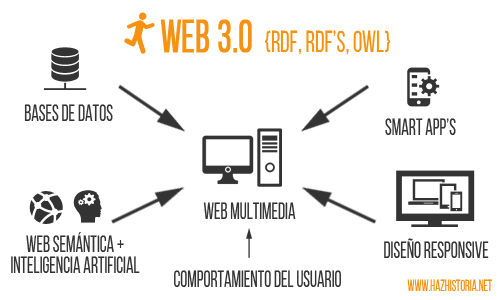 WEB 3.0 {RDF, RDF'S, OWL}
BASES DE DATOS
SMART APP'S
WEB MULTIMEDIA
WEB SEMÁNTICA +
INTELIGENCIA ARTIFICIAL
DISEÑO RESPONSIVE
COMPORTAMIENTO DEL USUARIO
WWW.HAZHISTORIA.NET